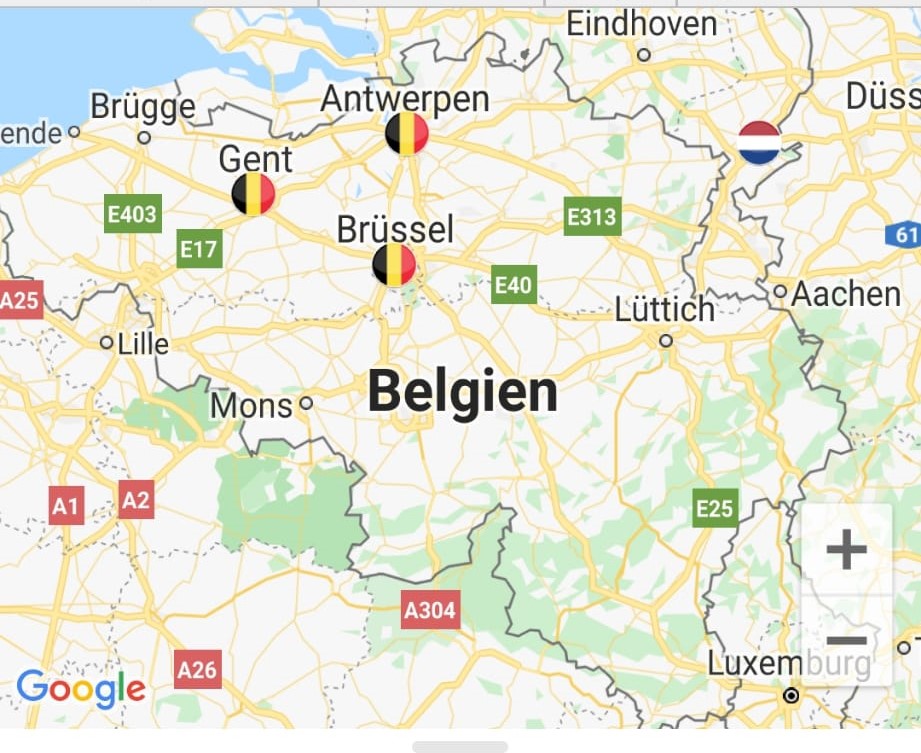 Eindhoven
Düss
Brügge
Antwerpen
ende
Gent
E403
E313
Brüssel
61
E17
E40
A25
Aachen
Lüttich
Lille
Belgien
Mons
A1
A2
E25
+
A304
−
Luxemburg
A26
Google